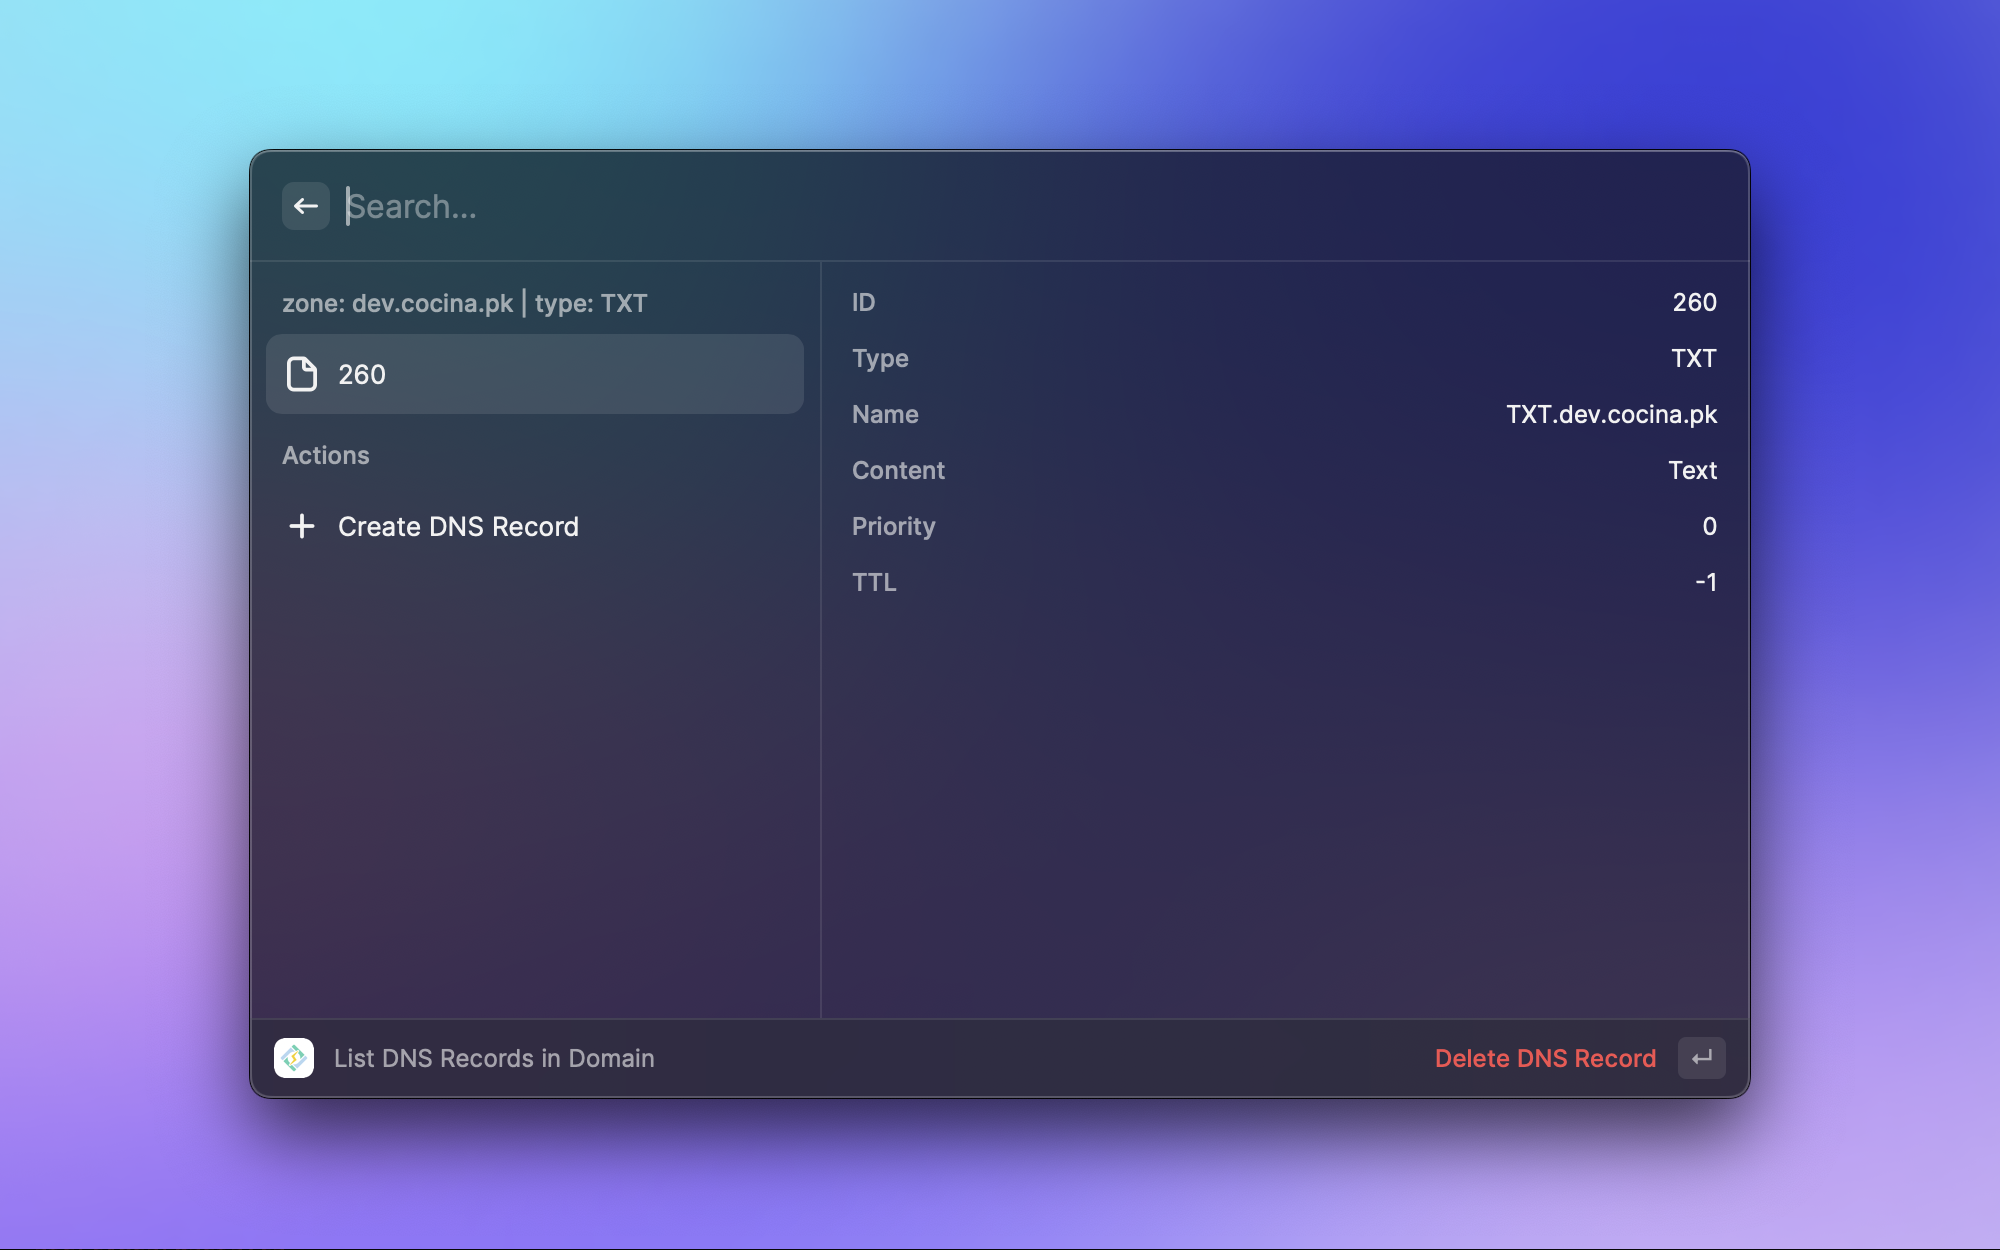 Search...
zone: dev.cocina.pk | type: TXT
260
Actions
Create DNS Record
ID 260
Type TXT
Name TXT.dev.cocina.pk
Content Text
Priority 0
TTL -1
List DNS Records in Domain
Delete DNS Record